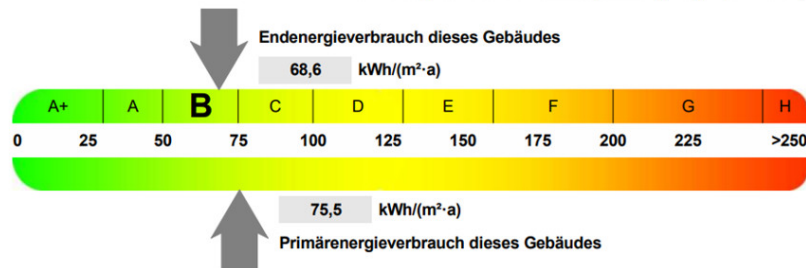 Endenergieverbrauch dieses Gebäudes
68,6 kWh/(m²·a)
A+ A B C D E F G H
0 25 50 75 100 125 150 175 200 225 >250
75,5 kWh/(m²·a)
Primärenergieverbrauch dieses Gebäudes